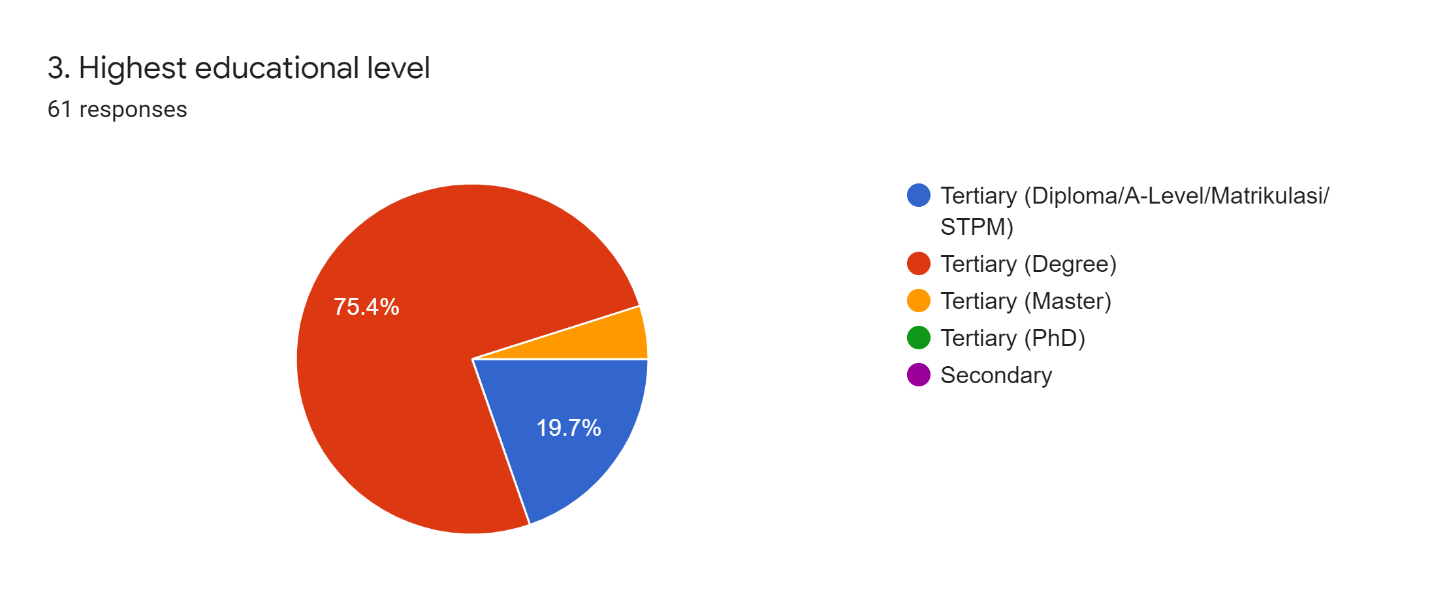 3. Highest educational level
61 responses
75.4%
19.7%
Tertiary (Diploma/A-Level/Matrikulasi/
STPM)
Tertiary (Degree)
Tertiary (Master)
Tertiary (PhD)
Secondary